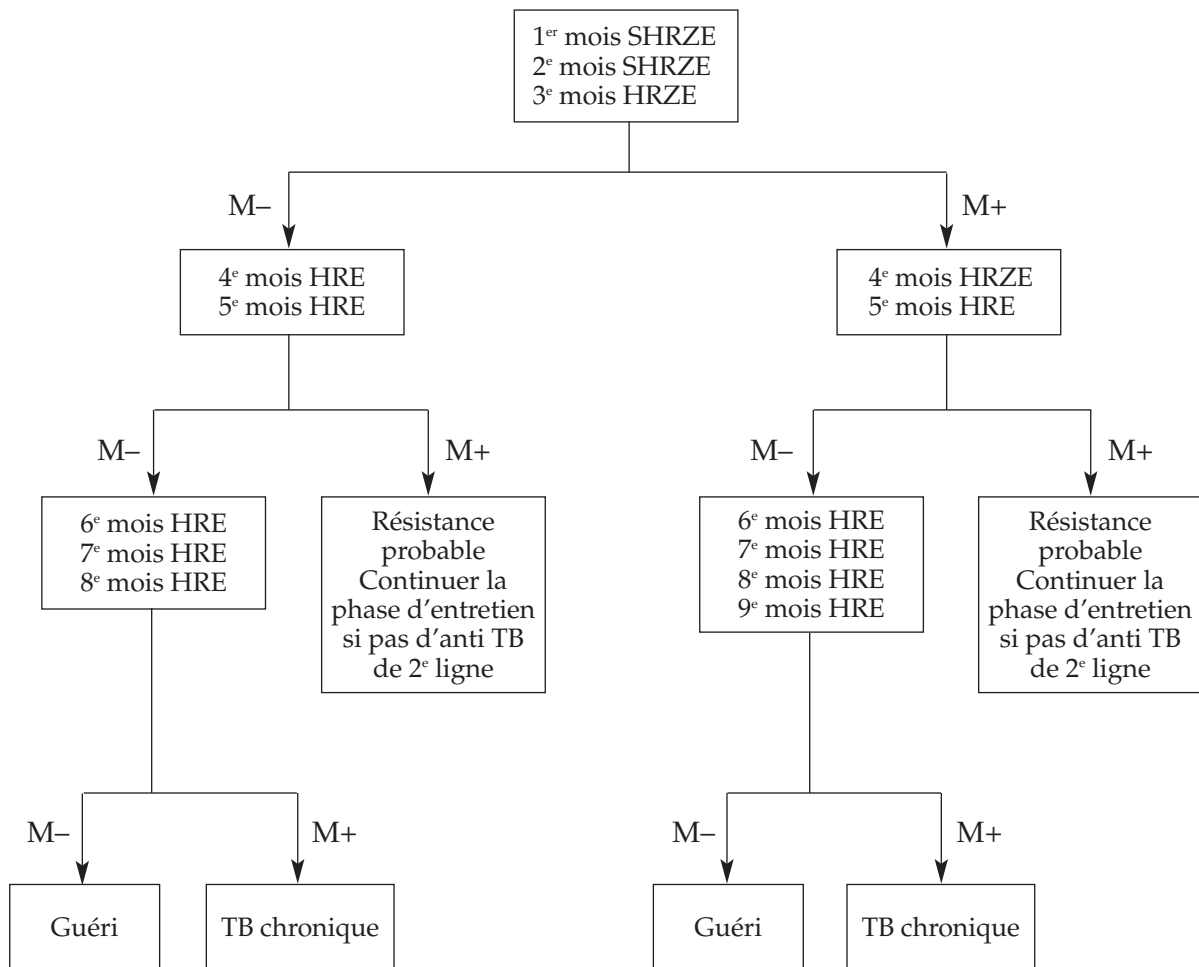 1er mois SHRZE
2e mois SHRZE
3e mois HRZE
M–
M+
4e mois HRE
5e mois HRE
4e mois HRZE
5e mois HRE
M–
M+
M–
M+
6e mois HRE
7e mois HRE
8e mois HRE
Résistance
probable
Continuer la
phase d'entretien
si pas d'anti TB
de 2e ligne
6e mois HRE
7e mois HRE
8e mois HRE
9e mois HRE
Résistance
probable
Continuer la
phase d'entretien
si pas d'anti TB
de 2e ligne
M–
M+
M–
M+
Guéri
TB chronique
Guéri
TB chronique